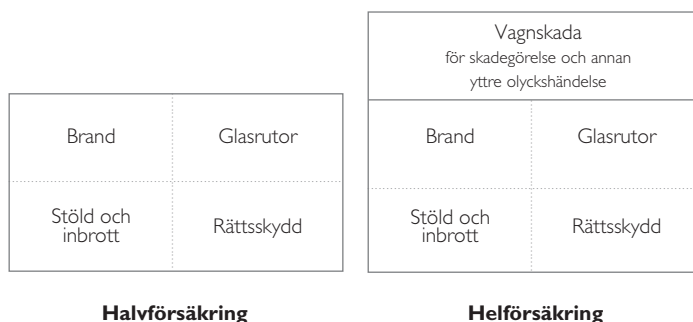 Brand
Glasrutor
Stöld och
inbrott
Rättsskydd
Halvförsäkring
Vagnskada
för skadegörelse och annan
yttre olyckshändelse
Brand
Glasrutor
Stöld och
inbrott
Rättsskydd
Helförsäkring